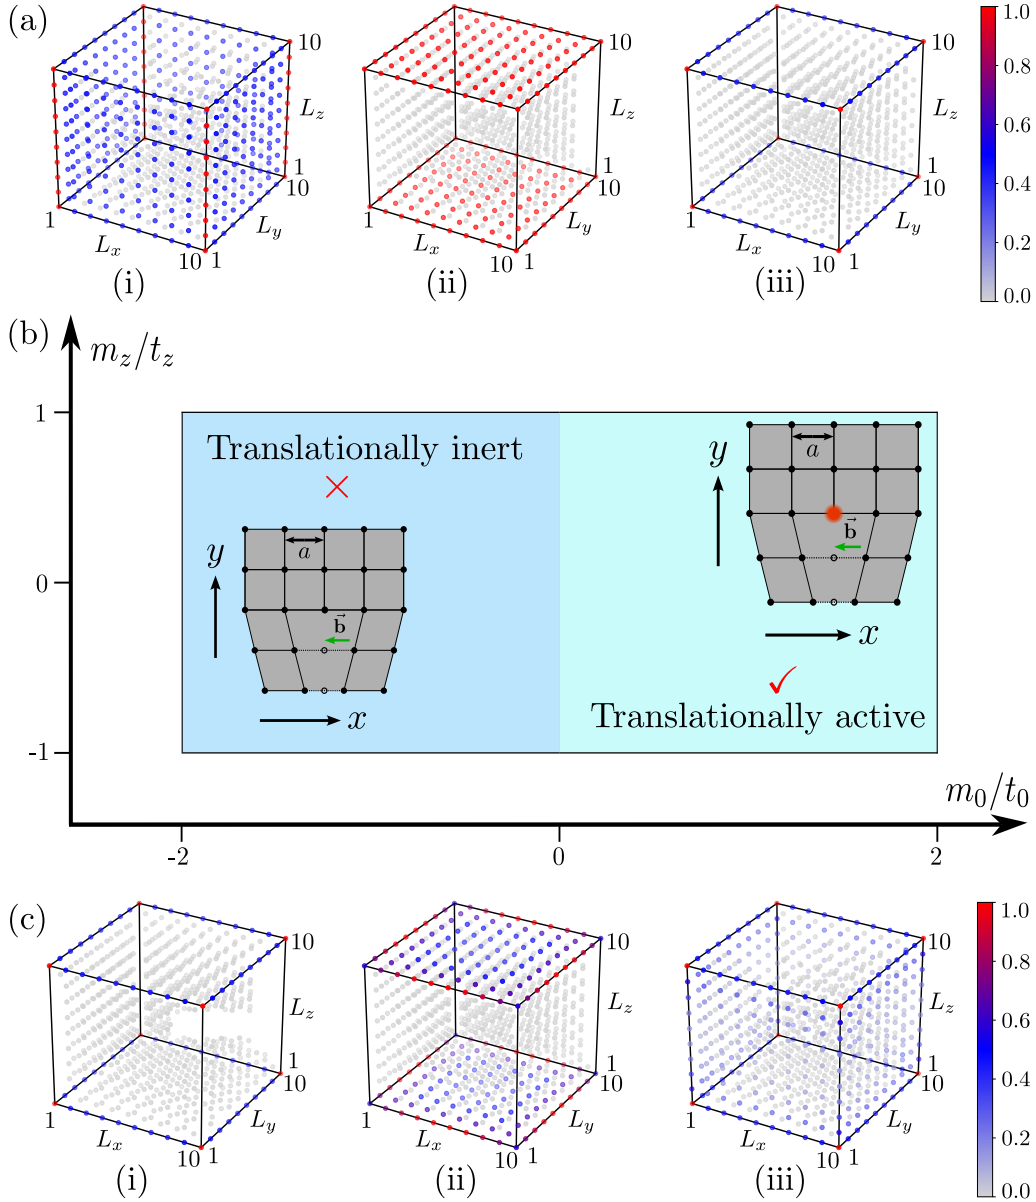 (a)
10
L_z
1
10
1
L_x
L_y
10
1
(i)
10
L_z
1
10
1
L_x
L_y
10
1
(ii)
10
L_z
1
10
1
L_x
L_y
10
1
(iii)
1.0
0.8
0.6
0.4
0.2
0.0
(b)
m_z/t_z
1
0
-1
Translationally inert
×
y
a
b⃗
x
y
a
b⃗
x
✓
Translationally active
m_0/t_0
-2
0
2
(c)
10
L_z
1
10
1
L_x
L_y
10
1
(i)
10
L_z
1
10
1
L_x
L_y
10
1
(ii)
10
L_z
1
10
1
L_x
L_y
10
1
(iii)
1.0
0.8
0.6
0.4
0.2
0.0